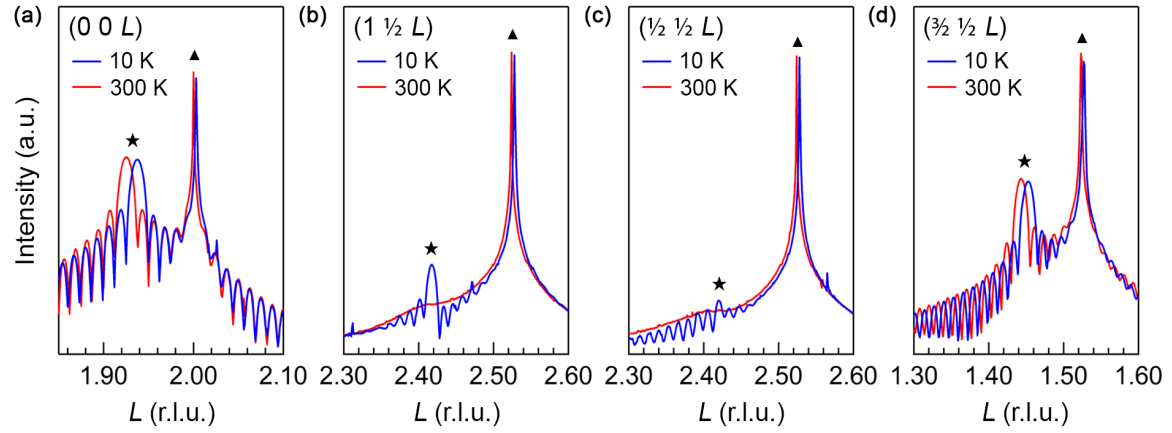 (a)
(0 0 L)
10 K
300 K
Intensity (a.u.)
1.90 2.00 2.10
L (r.l.u.)
(b)
(1 ½ L)
10 K
300 K
2.30 2.40 2.50 2.60
L (r.l.u.)
(c)
(½ ½ L)
10 K
300 K
2.30 2.40 2.50 2.60
L (r.l.u.)
(d)
(3⁄2 ½ L)
10 K
300 K
1.30 1.40 1.50 1.60
L (r.l.u.)